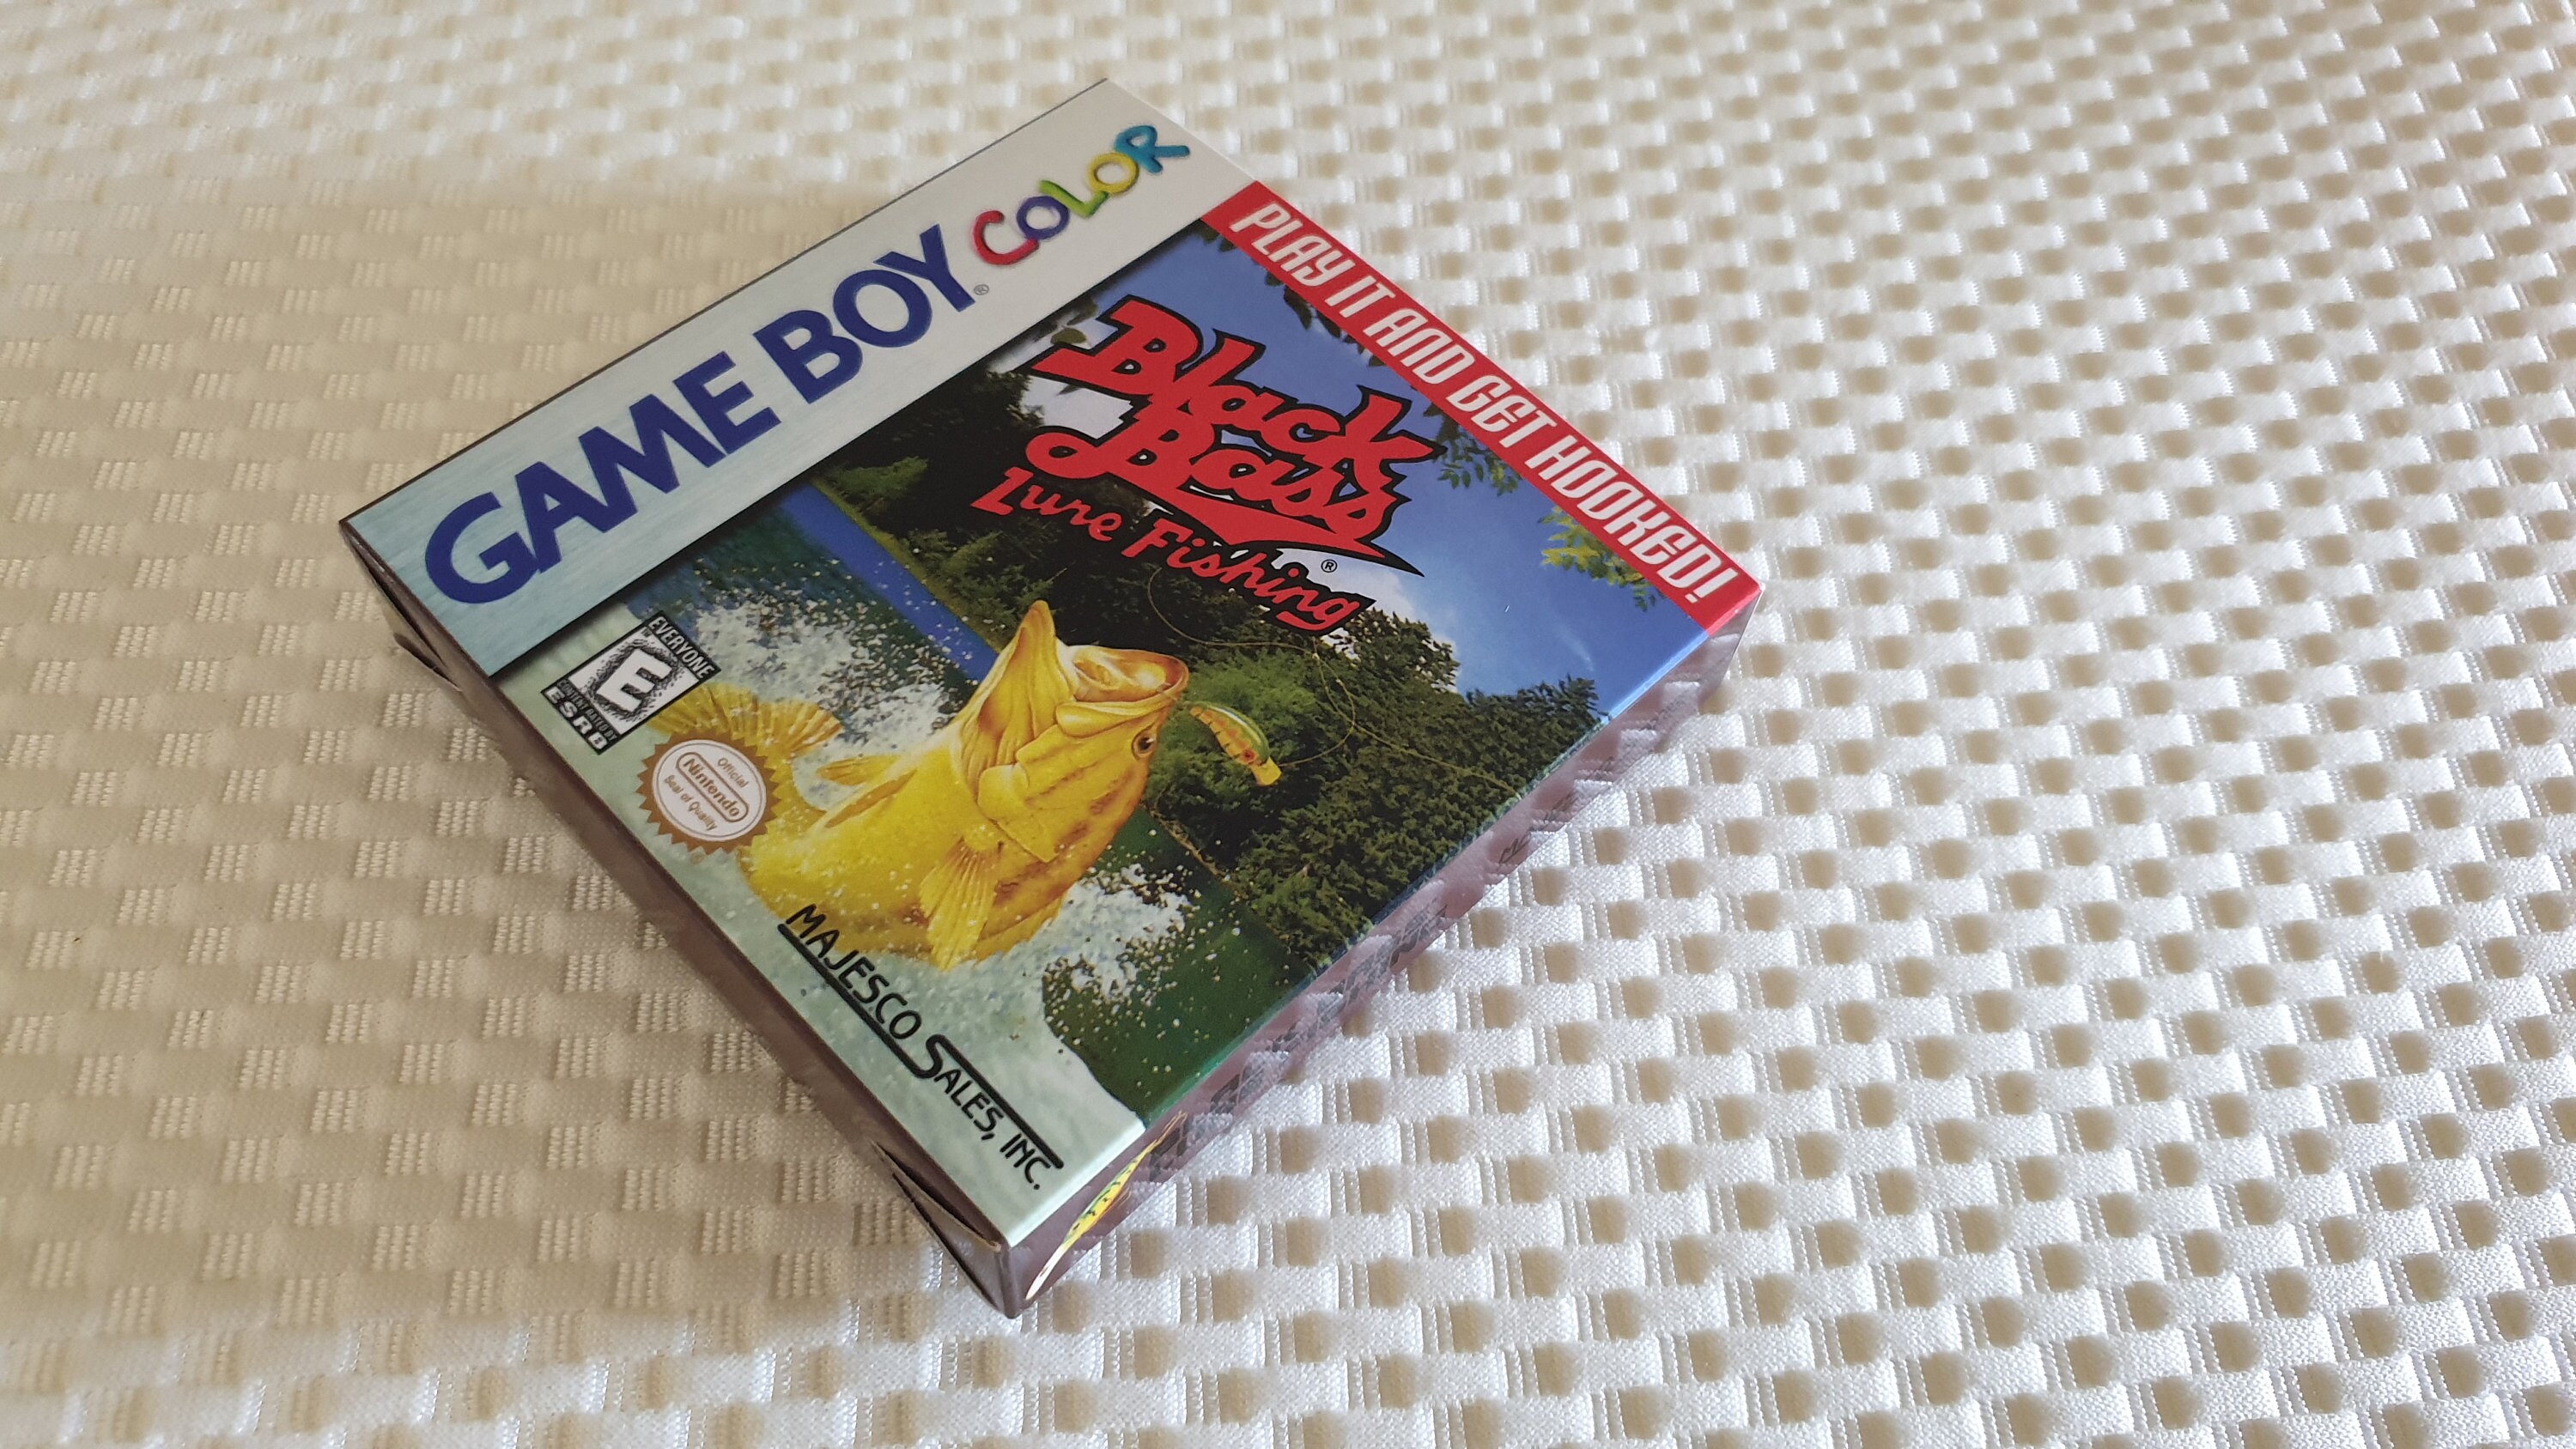 GAME BOY® COLOR
PLAY IT AND GET HOOKED!
Black
Bass
Lure Fishing®
EVERYONE
E
CONTENT RATED BY
ESRB
Official
Nintendo
Seal of Quality
MAJESCO SALES, INC.